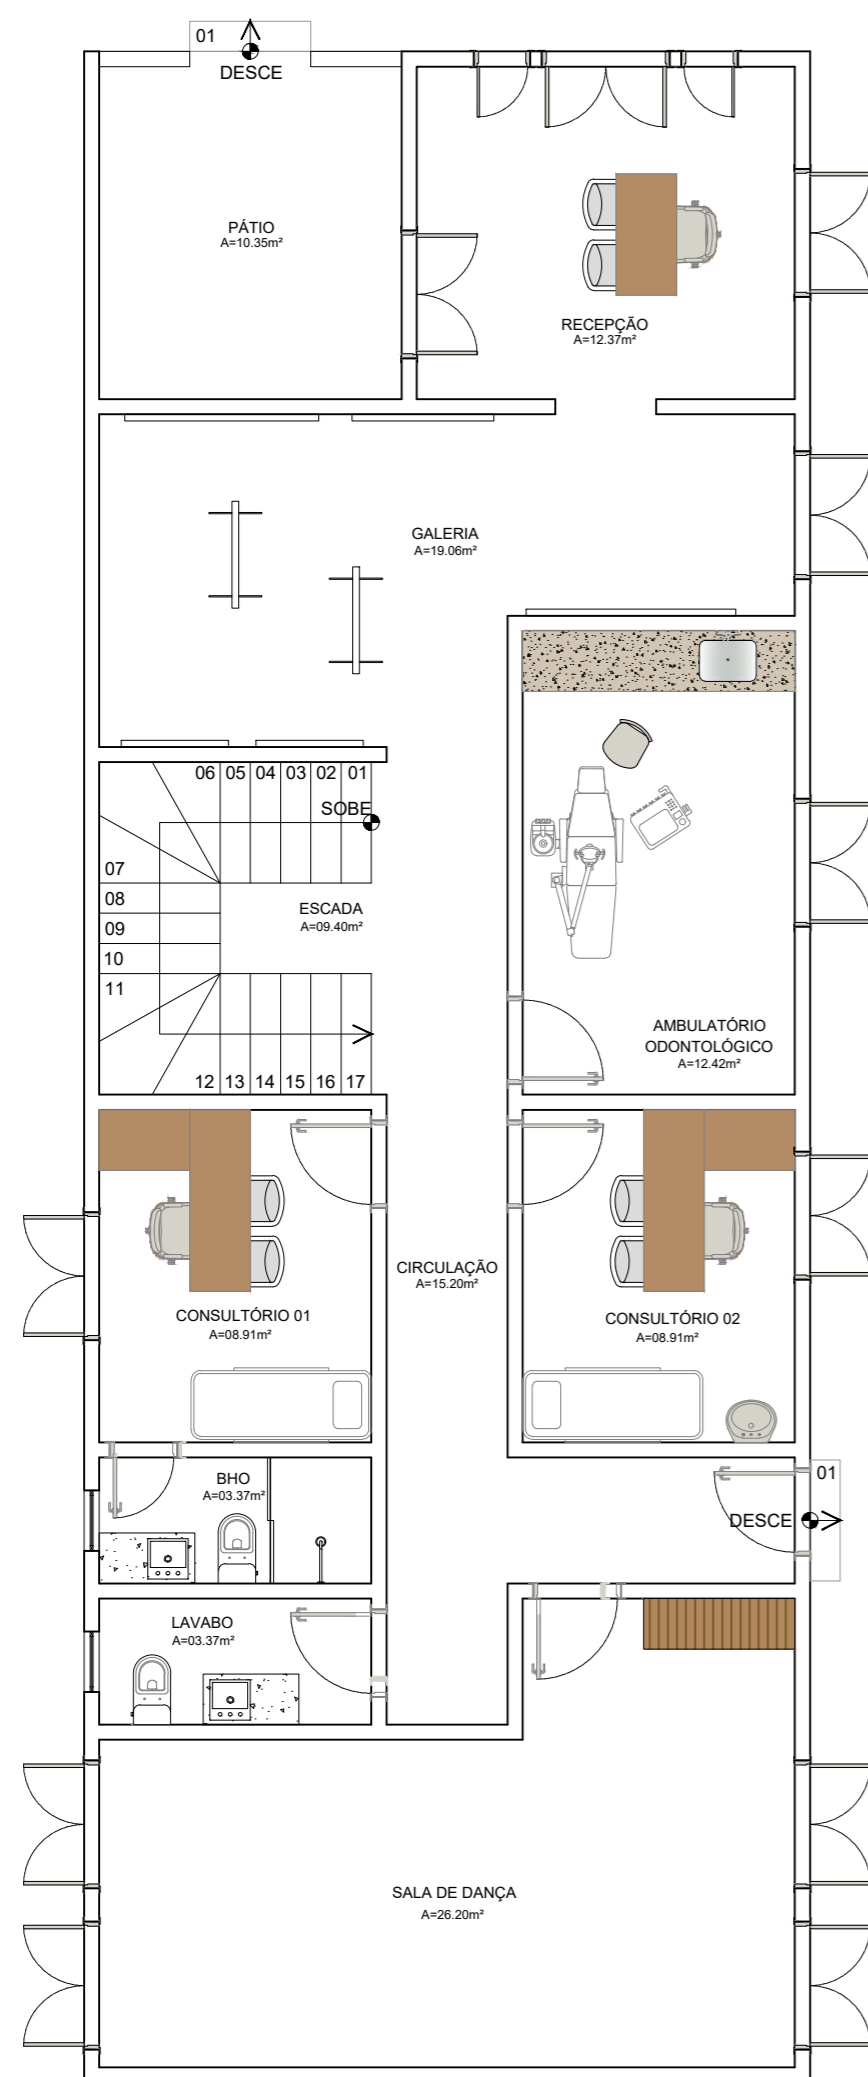 01
DESCE
PÁTIO
A=10.35m²
RECEPÇÃO
A=12.37m²
GALERIA
A=19.06m²
06 05 04 03 02 01
SOBE
07
08
09
10
11
ESCADA
A=09.40m²
12 13 14 15 16 17
AMBULATÓRIO
ODONTOLÓGICO
A=12.42m²
CIRCULAÇÃO
A=15.20m²
CONSULTÓRIO 01
A=08.91m²
CONSULTÓRIO 02
A=08.91m²
BHO
A=03.37m²
01
DESCE
LAVABO
A=03.37m²
SALA DE DANÇA
A=26.20m²